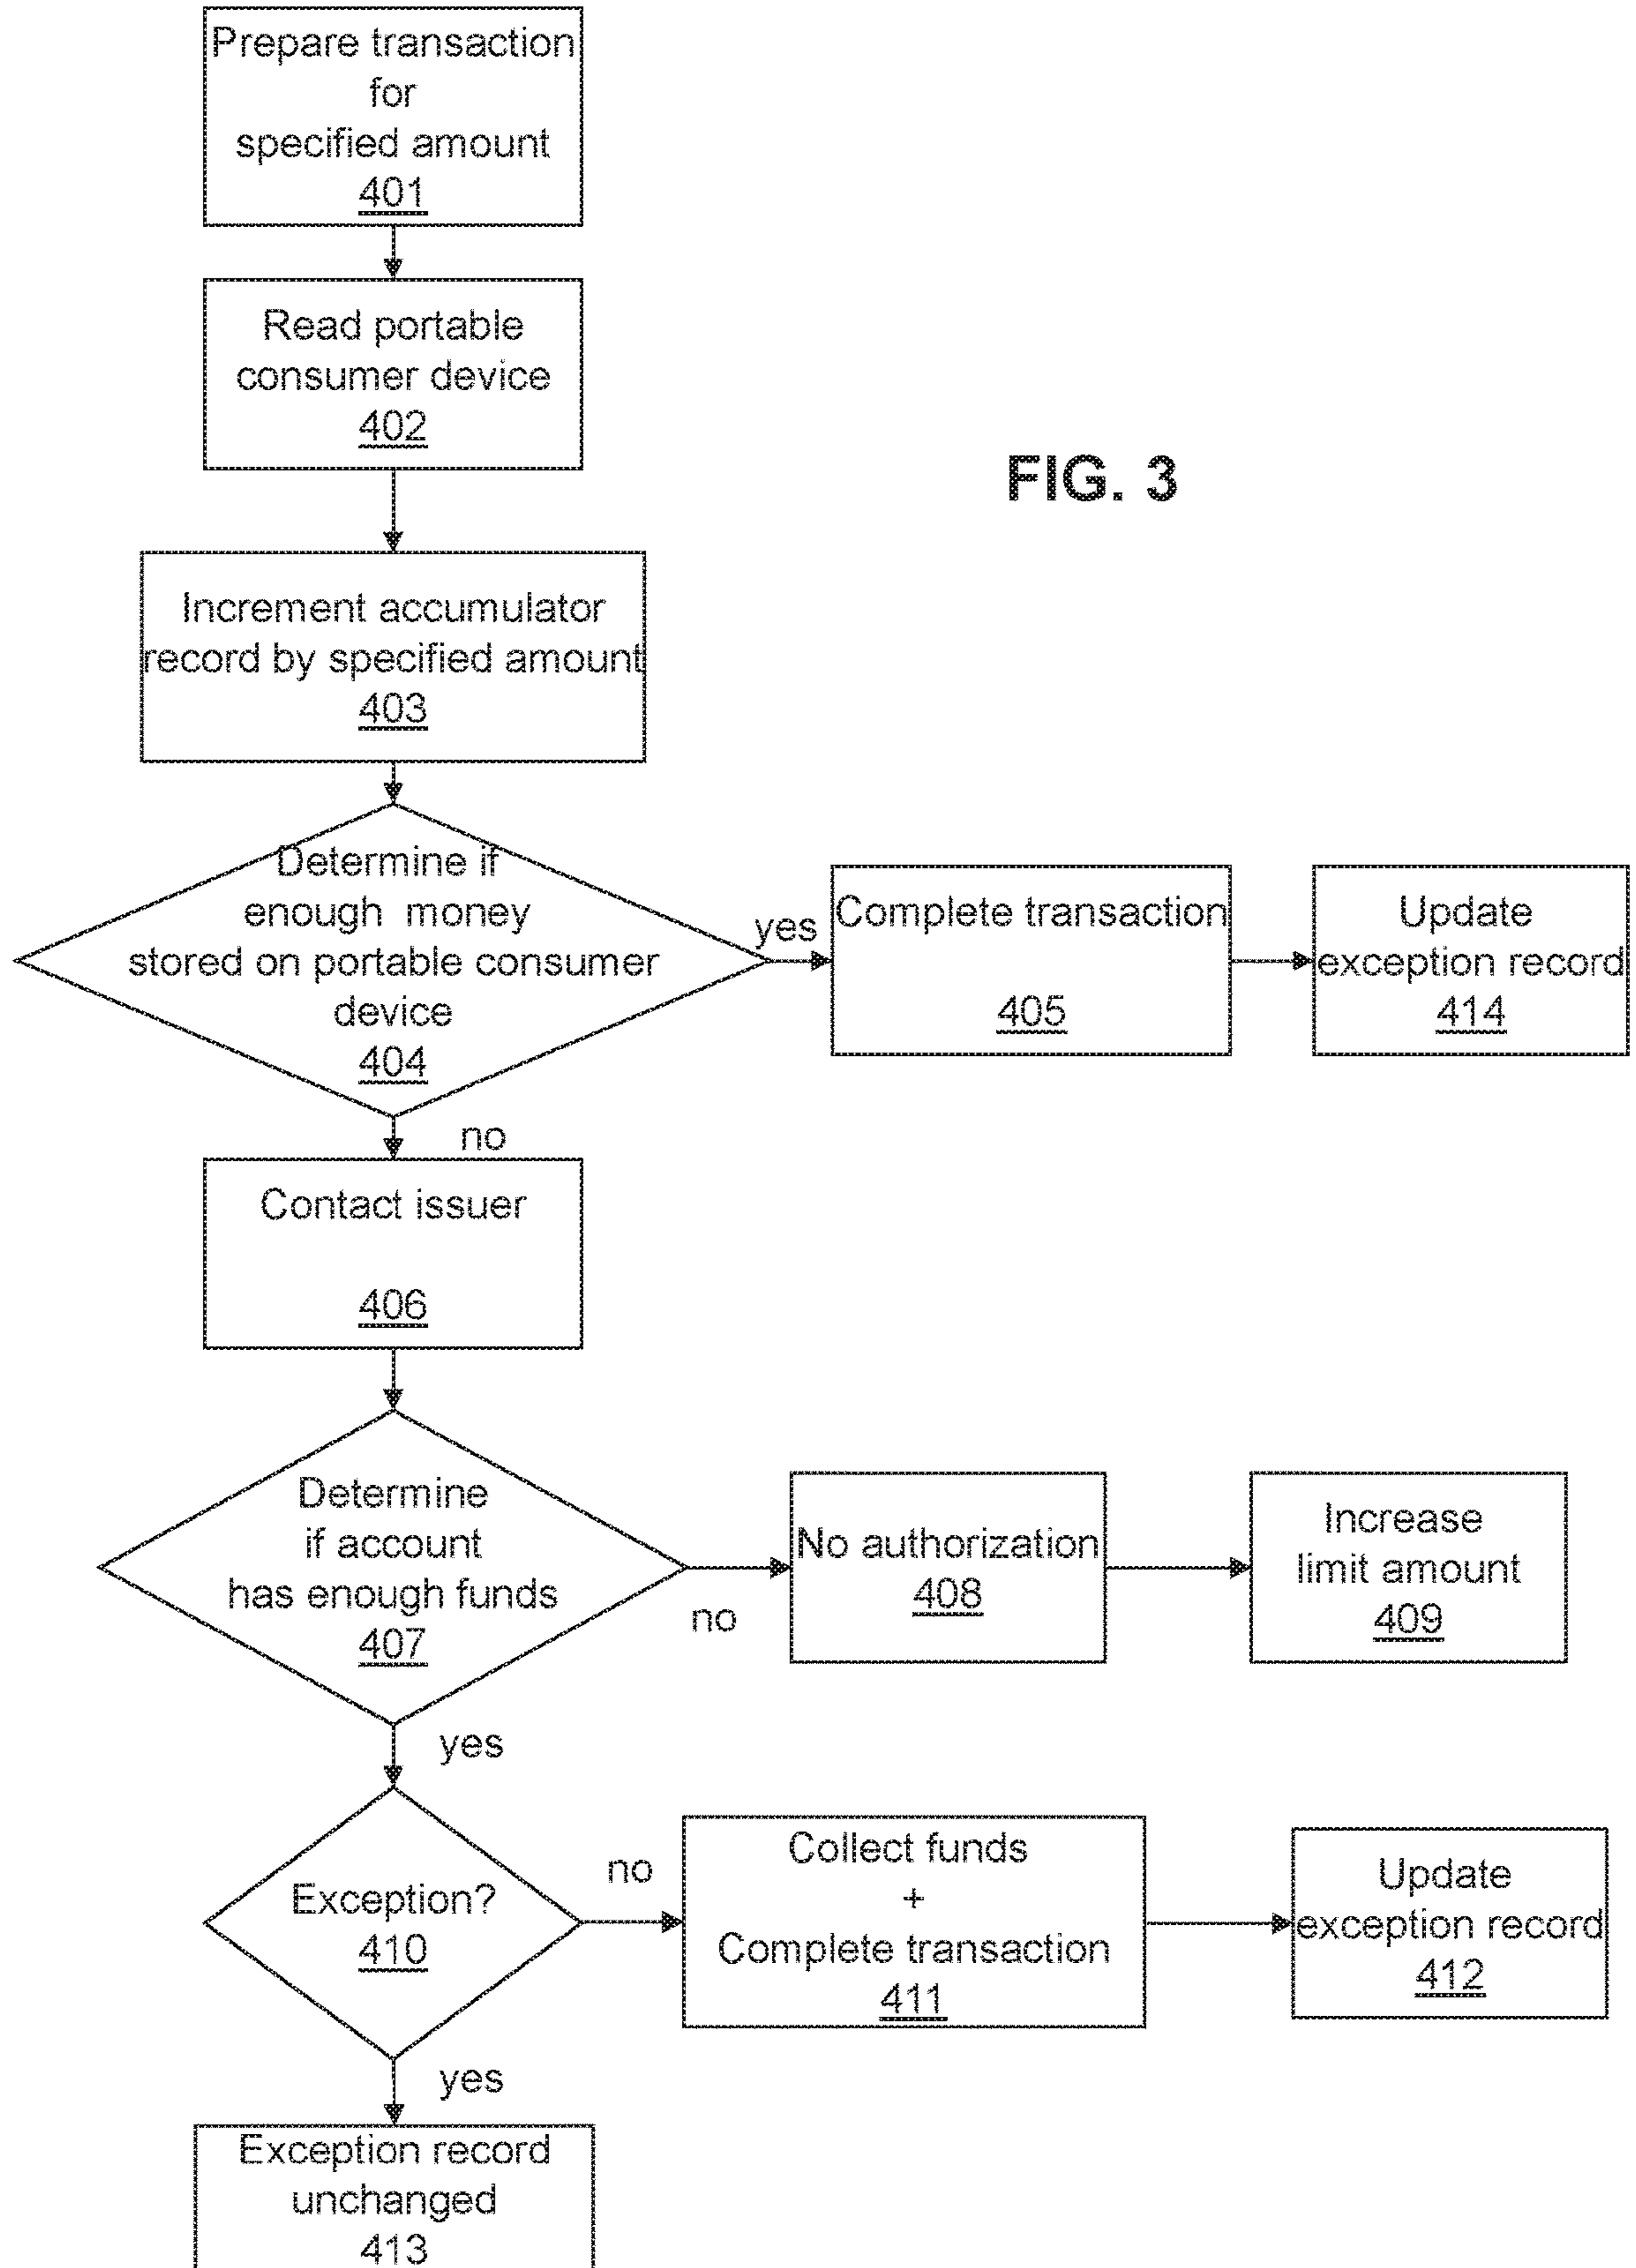 Prepare transaction
for
specified amount
401
Read portable
consumer device
402
FIG. 3
Increment accumulator
record by specified amount
403
Determine if
enough money
stored on portable consumer
device
404
yes
Complete transaction
405
Update
exception record
414
no
Contact issuer
406
Determine
if account
has enough funds
407
no
No authorization
408
Increase
limit amount
409
yes
Exception?
410
no
Collect funds
+
Complete transaction
411
Update
exception record
412
yes
Exception record
unchanged
413